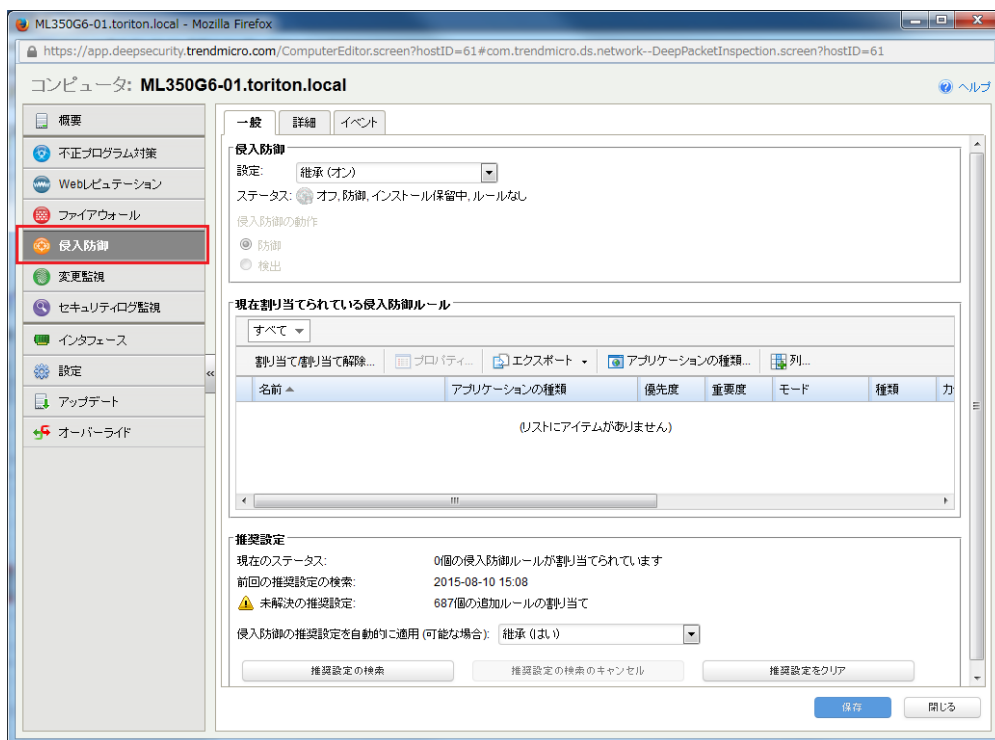 ML350G6-01.toriton.local - Mozilla Firefox
https://app.deepsecurity.trendmicro.com/ComputerEditor.screen?hostID=61#com.trendmicro.ds.network--DeepPacketInspection.screen?hostID=61
コンピュータ: ML350G6-01.toriton.local
ヘルプ
概要
不正プログラム対策
Webレピュテーション
ファイアウォール
侵入防御
変更監視
セキュリティログ監視
インタフェース
設定
アップデート
オーバーライド
一般 詳細 イベント
侵入防御
設定: 継承 (オン)
ステータス: オフ, 防御, インストール保留中, ルールなし
侵入防御の動作
防御
検出
現在割り当てられている侵入防御ルール
すべて
割り当て/割り当て解除... プロパティ... エクスポート アプリケーションの種類... 列...
名前 アプリケーションの種類 優先度 重要度 モード 種類 カ
(リストにアイテムがありません)
推奨設定
現在のステータス: 0個の侵入防御ルールが割り当てられています
前回の推奨設定の検索: 2015-08-10 15:08
未解決の推奨設定: 687個の追加ルールの割り当て
侵入防御の推奨設定を自動的に適用 (可能な場合): 継承 (はい)
推奨設定の検索 推奨設定の検索のキャンセル 推奨設定をクリア
保存 閉じる